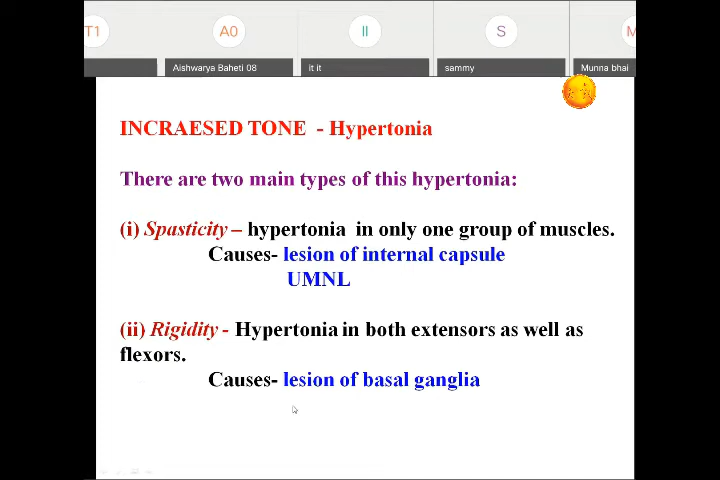 T1 A0 II S M
Aishwarya Baheti 08 It it sammy Munna bhai
INCRAESED TONE - Hypertonia
There are two main types of this hypertonia:
(i) Spasticity – hypertonia in only one group of muscles.
Causes- lesion of internal capsule
UMNL
(ii) Rigidity - Hypertonia in both extensors as well as
flexors.
Causes- lesion of basal ganglia